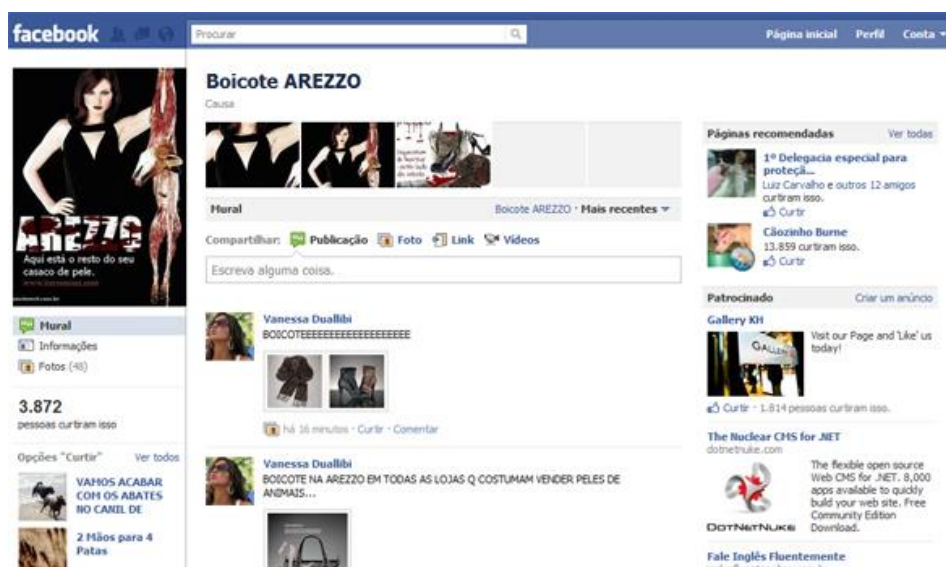 facebook
Procurar
Página inicial
Perfil
Conta
AREZZO
Aqui está o resto do seu
casaco de pele.
Mural
Informações
Fotos (48)
3.872
pessoas curtiram isso
Opções "Curtir"
Ver todos
VAMOS ACABAR
COM OS ABATES
NO CANIL DE
2 Mãos para 4
Patas
Boicote AREZZO
Causa
Mural
Boicote AREZZO · Mais recentes
Compartilhar: Publicação Foto Link Vídeos
Escreva alguma coisa.
Vanessa Duallibi
BOICOTEEEEEEEEEEEEEEEEEEE
há 16 minutos · Curtir · Comentar
Vanessa Duallibi
BOICOTE NA AREZZO EM TODAS AS LOJAS Q COSTUMAM VENDER PELES DE
ANIMAIS...
Páginas recomendadas
Ver todas
1º Delegacia especial para
proteçã...
Luiz Carvalho e outros 12 amigos
curtiram isso.
Curtir
Cãozinho Burne
13.859 curtiram isso.
Curtir
Patrocinado
Criar um anúncio
Gallery KH
Visit our Page and 'Like' us
today!
Curtir · 1.814 pessoas curtiram isso.
The Nuclear CMS for .NET
dotnetnuke.com
DOTNETNUKE
The flexible open source
Web CMS for .NET. 8,000
apps available to quickly
build your web site. Free
Community Edition
Download.
Fale Inglês Fluentemente